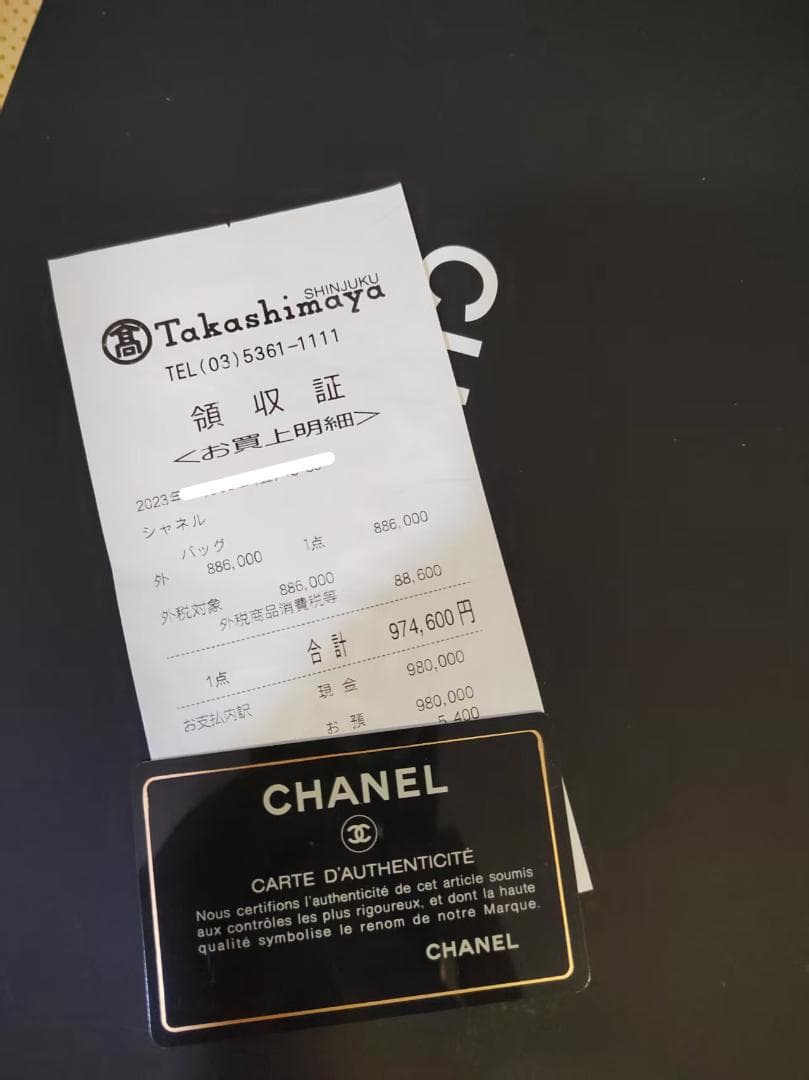 SHINJUKU
髙 Takashimaya
TEL(03)5361-1111
領収証
<お買上明細>
2023年
シャネル
バッグ
外 886,000 1点 886,000
外税対象 886,000
外税商品消費税等 88,600
1点 合計 974,600円
お支払内訳 現金 980,000
お預 980,000
5,400
CHANEL
CARTE D'AUTHENTICITÉ
Nous certifions l'authenticité de cet article soumis
aux contrôles les plus rigoureux, et dont la haute
qualité symbolise le renom de notre Marque.
CHANEL